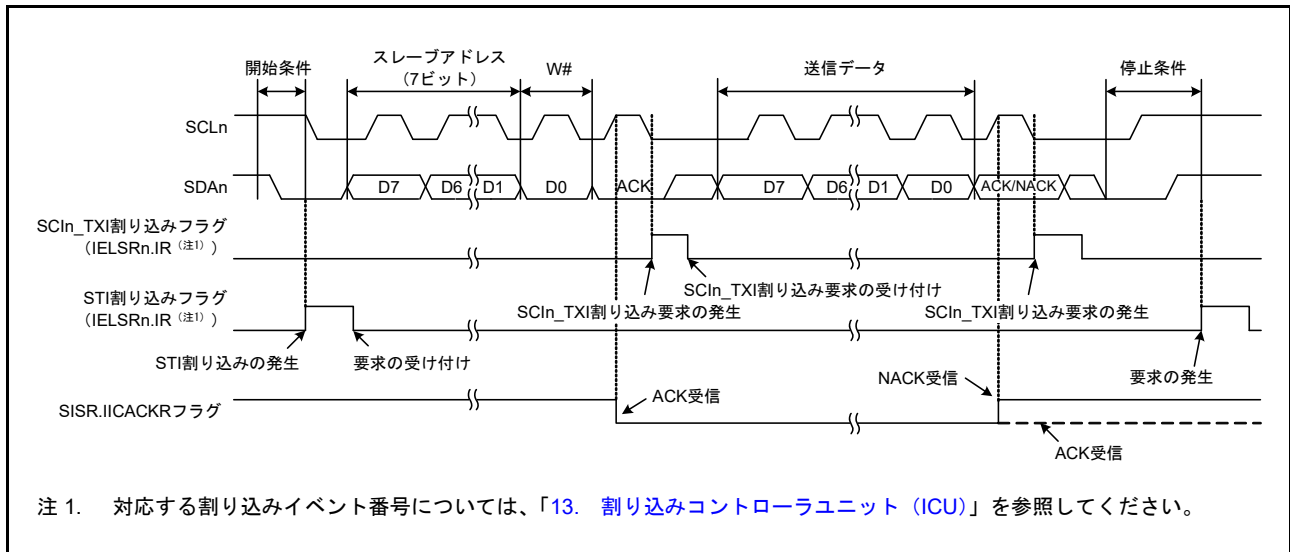 開始条件
スレーブアドレス
（7ビット）
W#
送信データ
停止条件
SCLn
SDAn
D7
D6
D1
D0
ACK
D7
D6
D1
D0
ACK/NACK
SCIn_TXI割り込みフラグ
（IELSRn.IR（注1））
SCIn_TXI割り込み要求の受け付け
SCIn_TXI割り込み要求の発生
SCIn_TXI割り込み要求の発生
STI割り込みフラグ
（IELSRn.IR（注1））
STI割り込みの発生
要求の受け付け
要求の発生
SISR.IICACKRフラグ
ACK受信
NACK受信
ACK受信
注 1. 対応する割り込みイベント番号については、「13. 割り込みコントローラユニット（ICU）」を参照してください。